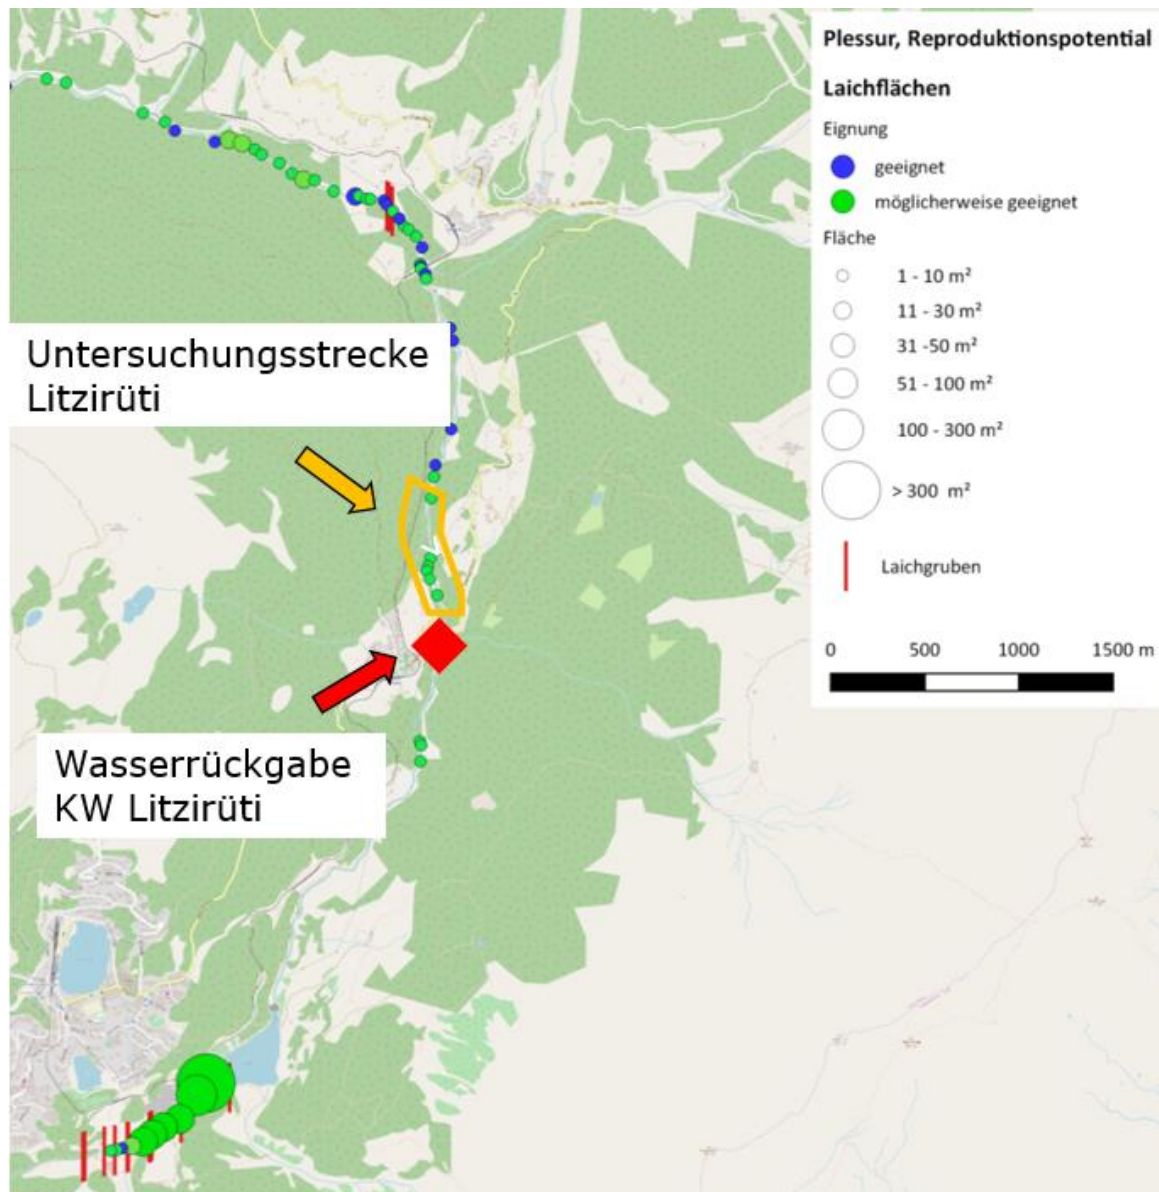 Plessur, Reproduktionspotential
Laichflächen
Eignung
geeignet
möglicherweise geeignet
Fläche
1 - 10 m²
11 - 30 m²
31 -50 m²
51 - 100 m²
100 - 300 m²
> 300 m²
Laichgruben
0 500 1000 1500 m
Untersuchungsstrecke
Litzirüti
Wasserrückgabe
KW Litzirüti